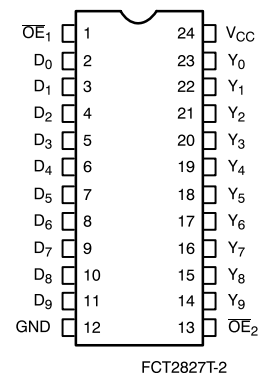 OE1 1 24 VCC
D0 2 23 Y0
D1 3 22 Y1
D2 4 21 Y2
D3 5 20 Y3
D4 6 19 Y4
D5 7 18 Y5
D6 8 17 Y6
D7 9 16 Y7
D8 10 15 Y8
D9 11 14 Y9
GND 12 13 OE2
FCT2827T-2